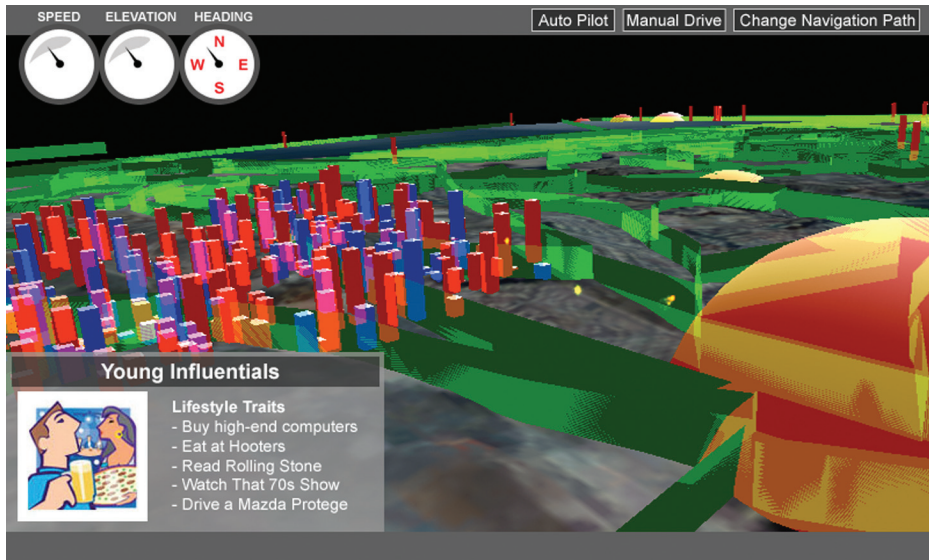 SPEED ELEVATION HEADING
Auto Pilot Manual Drive Change Navigation Path
N
W E
S
Young Influentials
Lifestyle Traits
- Buy high-end computers
- Eat at Hooters
- Read Rolling Stone
- Watch That 70s Show
- Drive a Mazda Protege